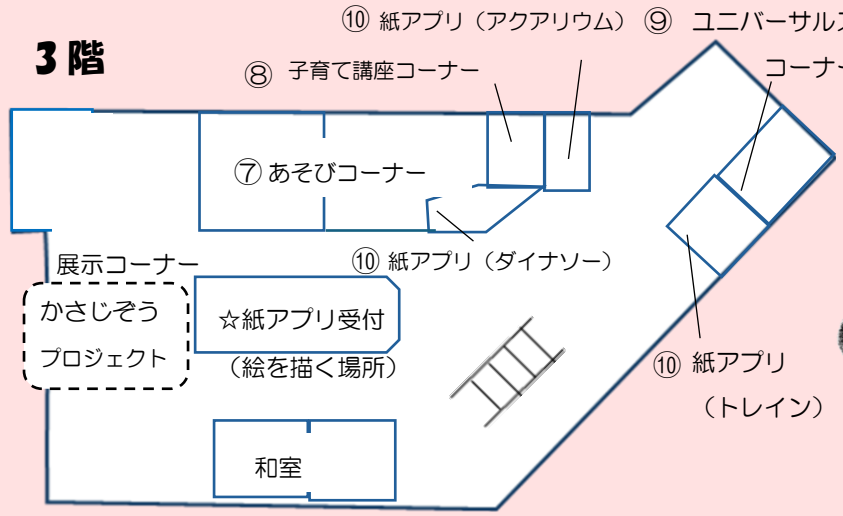 ⑩ 紙アプリ（アクアリウム） ⑨ ユニバーサル
3階
⑧ 子育て講座コーナー
コーナー
⑦ あそびコーナー
展示コーナー
⑩ 紙アプリ（ダイナソー）
かさじぞう
プロジェクト
☆紙アプリ受付
（絵を描く場所）
⑩ 紙アプリ
（トレイン）
和室